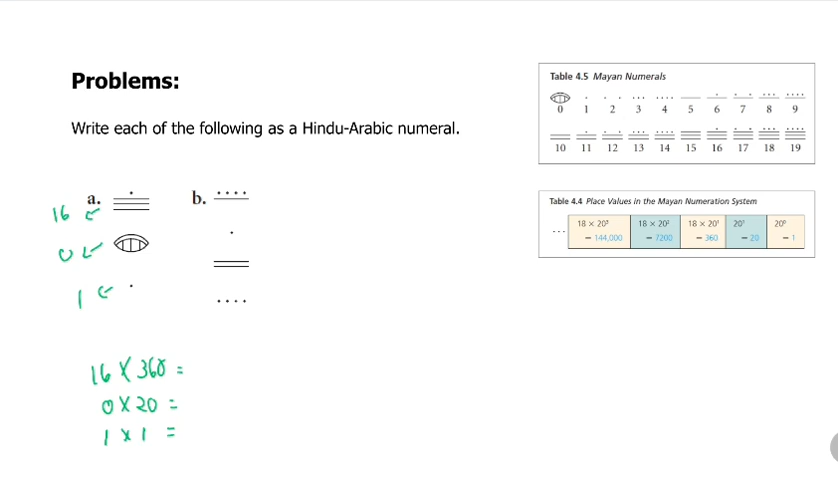 Problems:
Write each of the following as a Hindu-Arabic numeral.
a.
b.
16
0
1
16 × 360 =
0 × 20 =
1 × 1 =
Table 4.5 Mayan Numerals
0 1 2 3 4 5 6 7 8 9
10 11 12 13 14 15 16 17 18 19
Table 4.4 Place Values in the Mayan Numeration System
... 18 × 20³ 18 × 20² 18 × 20¹ 20¹ 20⁰
= 144,000 = 7200 = 360 = 20 = 1